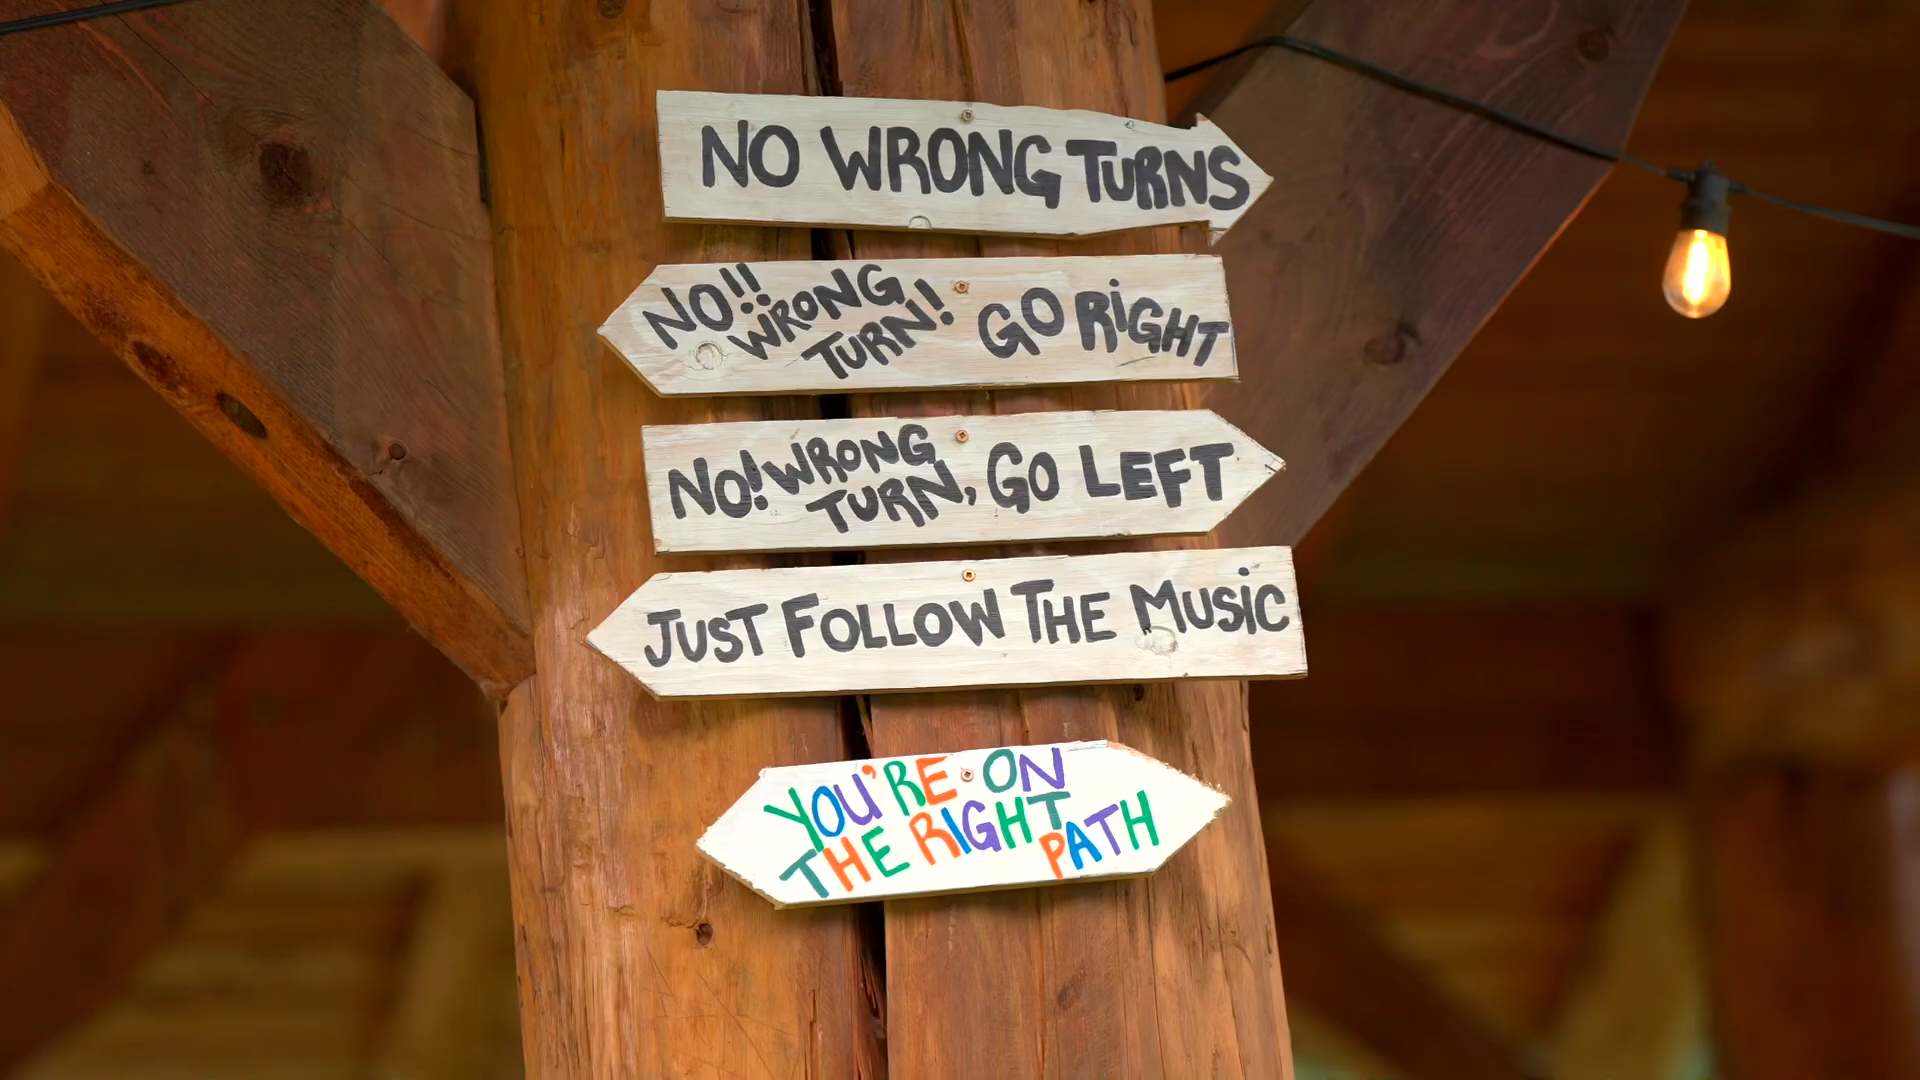 NO WRONG TURNS
NO!! WRONG TURN! GO RIGHT
NO! WRONG TURN, GO LEFT
JUST FOLLOW THE MUSIC
YOU'RE ON
THE RIGHT
PATH